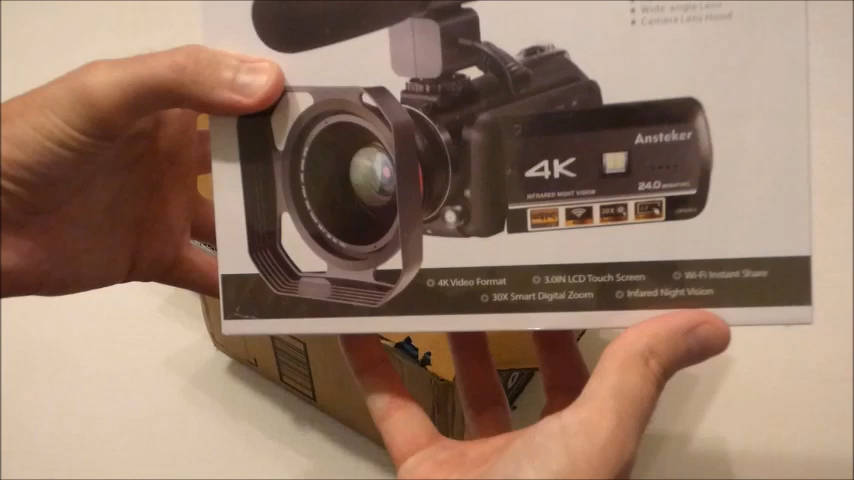 Wide-angle Lens
Camera Lens Hood
Ansteker
4K
24.0
INFRARED NIGHT VISION
4K Video Format
3.0IN LCD Touch Screen
Wi-Fi Instant Share
30X Smart Digital Zoom
Infared Night Vision